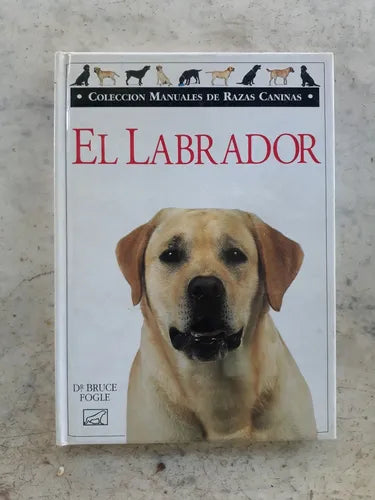 • COLECCION MANUALES DE RAZAS CANINAS •
EL LABRADOR
DR BRUCE
FOGLE